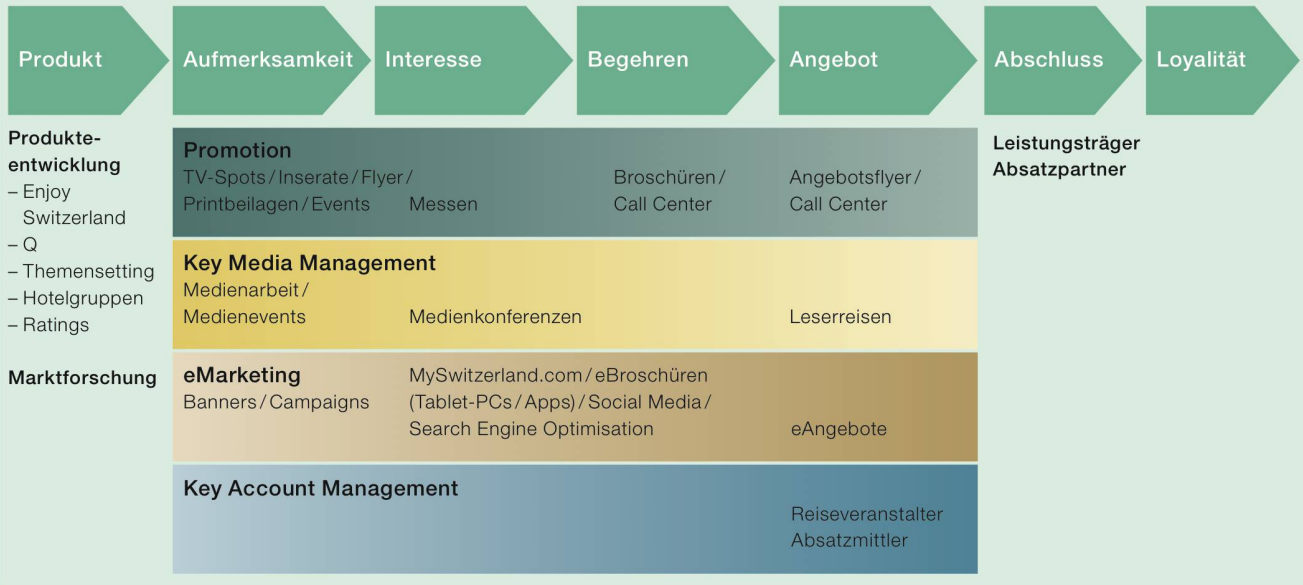 Produkt
Aufmerksamkeit
Interesse
Begehren
Angebot
Abschluss
Loyalität
Produkte-
entwicklung
– Enjoy
Switzerland
– Q
– Themensetting
– Hotelgruppen
– Ratings
Marktforschung
Promotion
TV-Spots / Inserate / Flyer /
Printbeilagen / Events
Messen
Broschüren /
Call Center
Angebotsflyer /
Call Center
Key Media Management
Medienarbeit /
Medienevents
Medienkonferenzen
Leserreisen
eMarketing
Banners / Campaigns
MySwitzerland.com / eBroschüren
(Tablet-PCs / Apps) / Social Media /
Search Engine Optimisation
eAngebote
Key Account Management
Reiseveranstalter
Absatzmittler
Leistungsträger
Absatzpartner